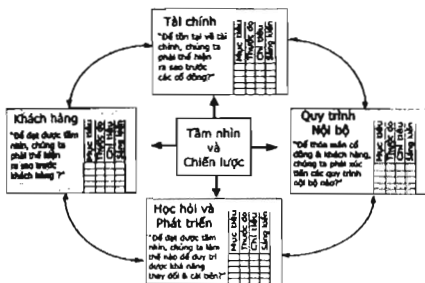 Tài chính
"Để tồn tại về tài
chính, chúng ta
phải thể hiện
ra sao trước
các cổ đông?"
Mục tiêu
Thước đo
Chỉ tiêu
Sáng kiến
Khách hàng
"Để đạt được tầm
nhìn, chúng ta
phải thể hiện
ra sao trước
khách hàng ?"
Mục tiêu
Thước đo
Chỉ tiêu
Sáng kiến
Tầm nhìn
và
Chiến lược
Quy trình
Nội bộ
"Để thỏa mãn cổ
đông & khách hàng,
chúng ta phải xúc
tiến các quy trình
nội bộ nào?"
Mục tiêu
Thước đo
Chỉ tiêu
Sáng kiến
Học hỏi và
Phát triển
"Để đạt được tầm
nhìn, chúng ta làm
thế nào để duy trì
được khả năng
thay đổi & cải tiến?"
Mục tiêu
Thước đo
Chỉ tiêu
Sáng kiến